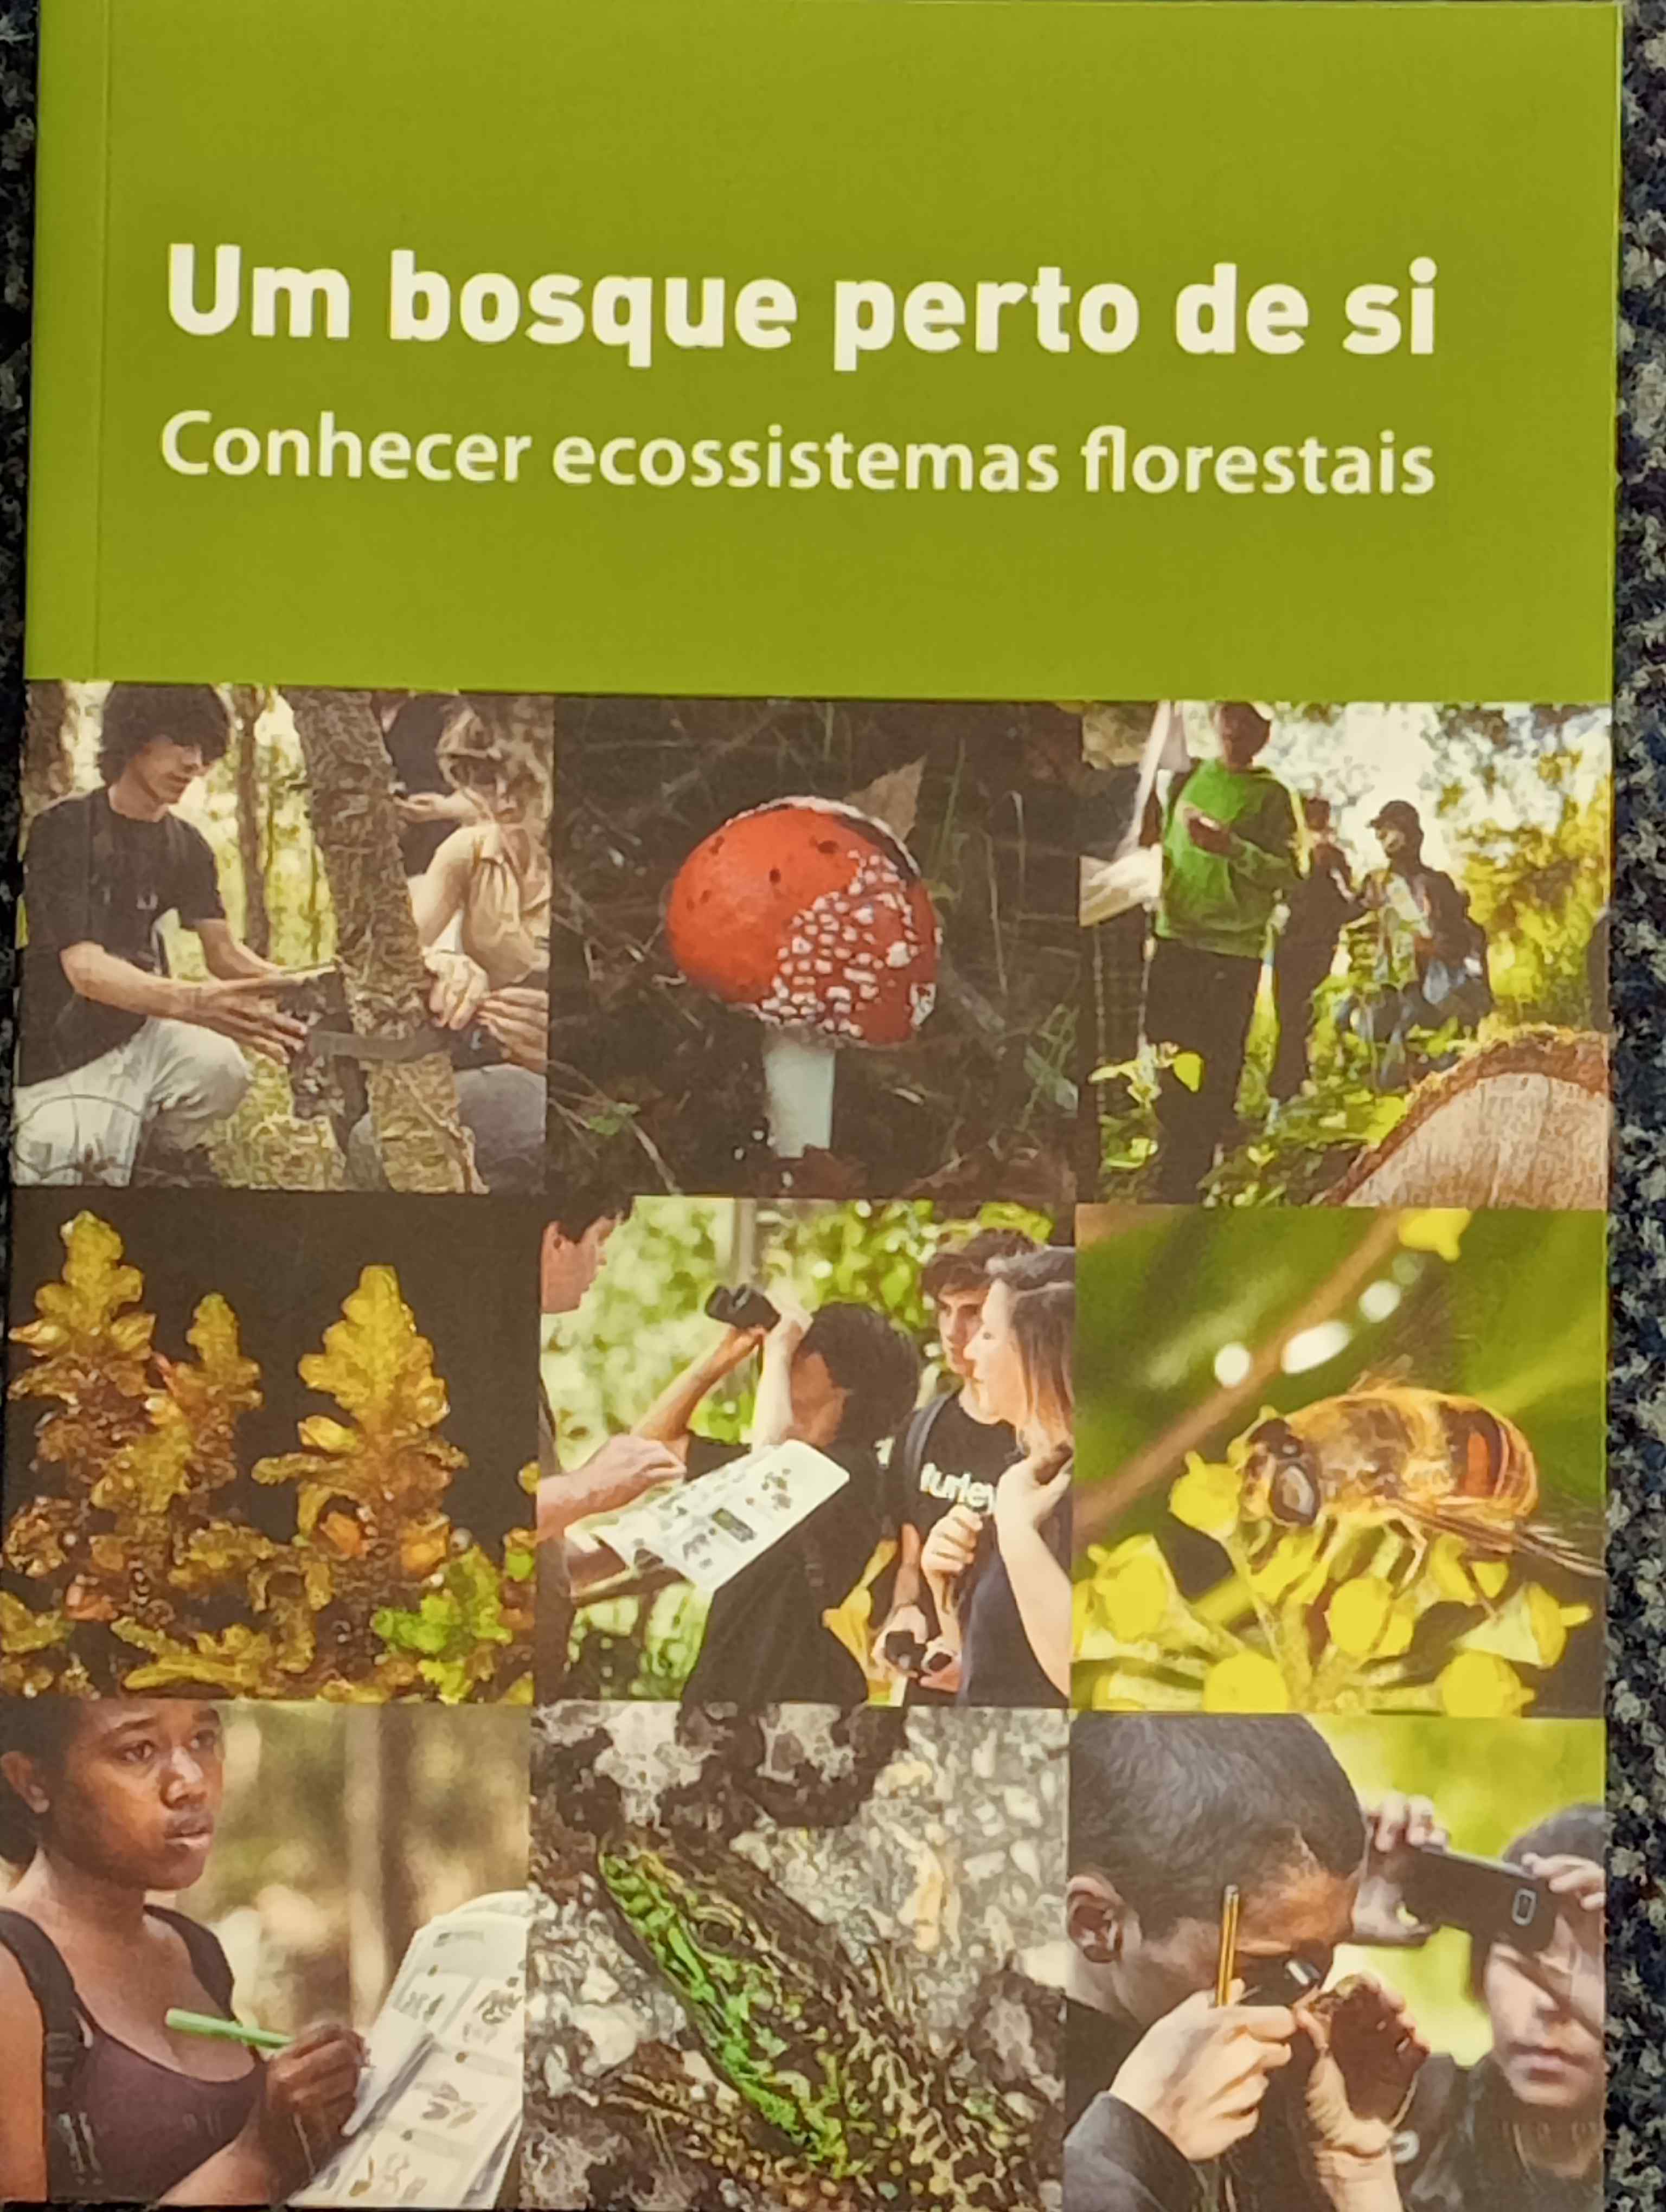 Um bosque perto de si
Conhecer ecossistemas florestais